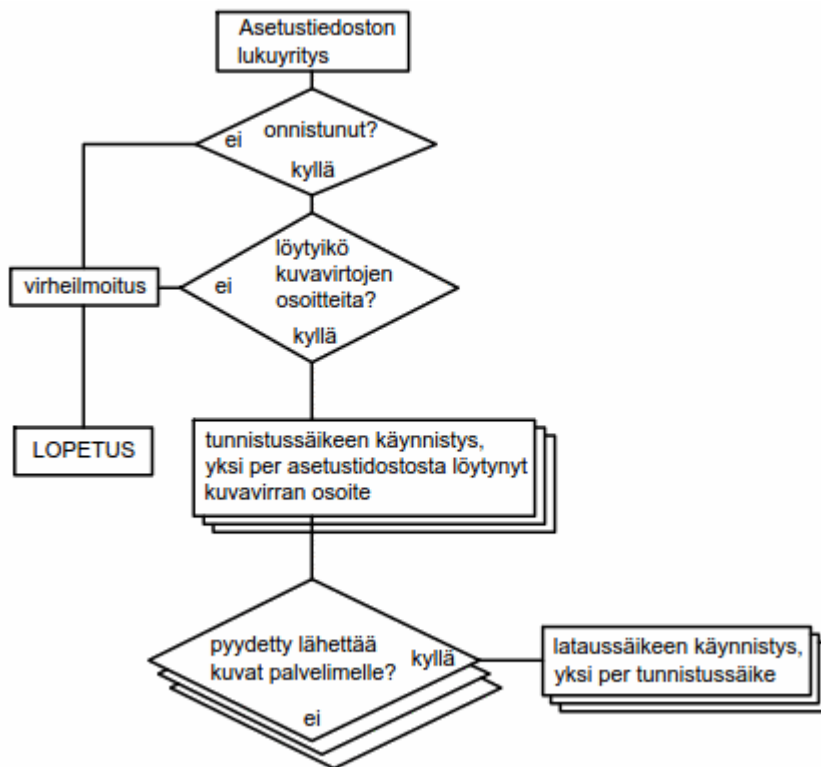 Asetustiedoston
lukuyritys
ei
onnistunut?
kyllä
virheilmoitus
ei
löytyikö
kuvavirtojen
osoitteita?
kyllä
LOPETUS
tunnistussäikeen käynnistys,
yksi per asetustidostosta löytynyt
kuvavirran osoite
pyydetty lähettää
kuvat palvelimelle?
kyllä
ei
lataussäikeen käynnistys,
yksi per tunnistussäike